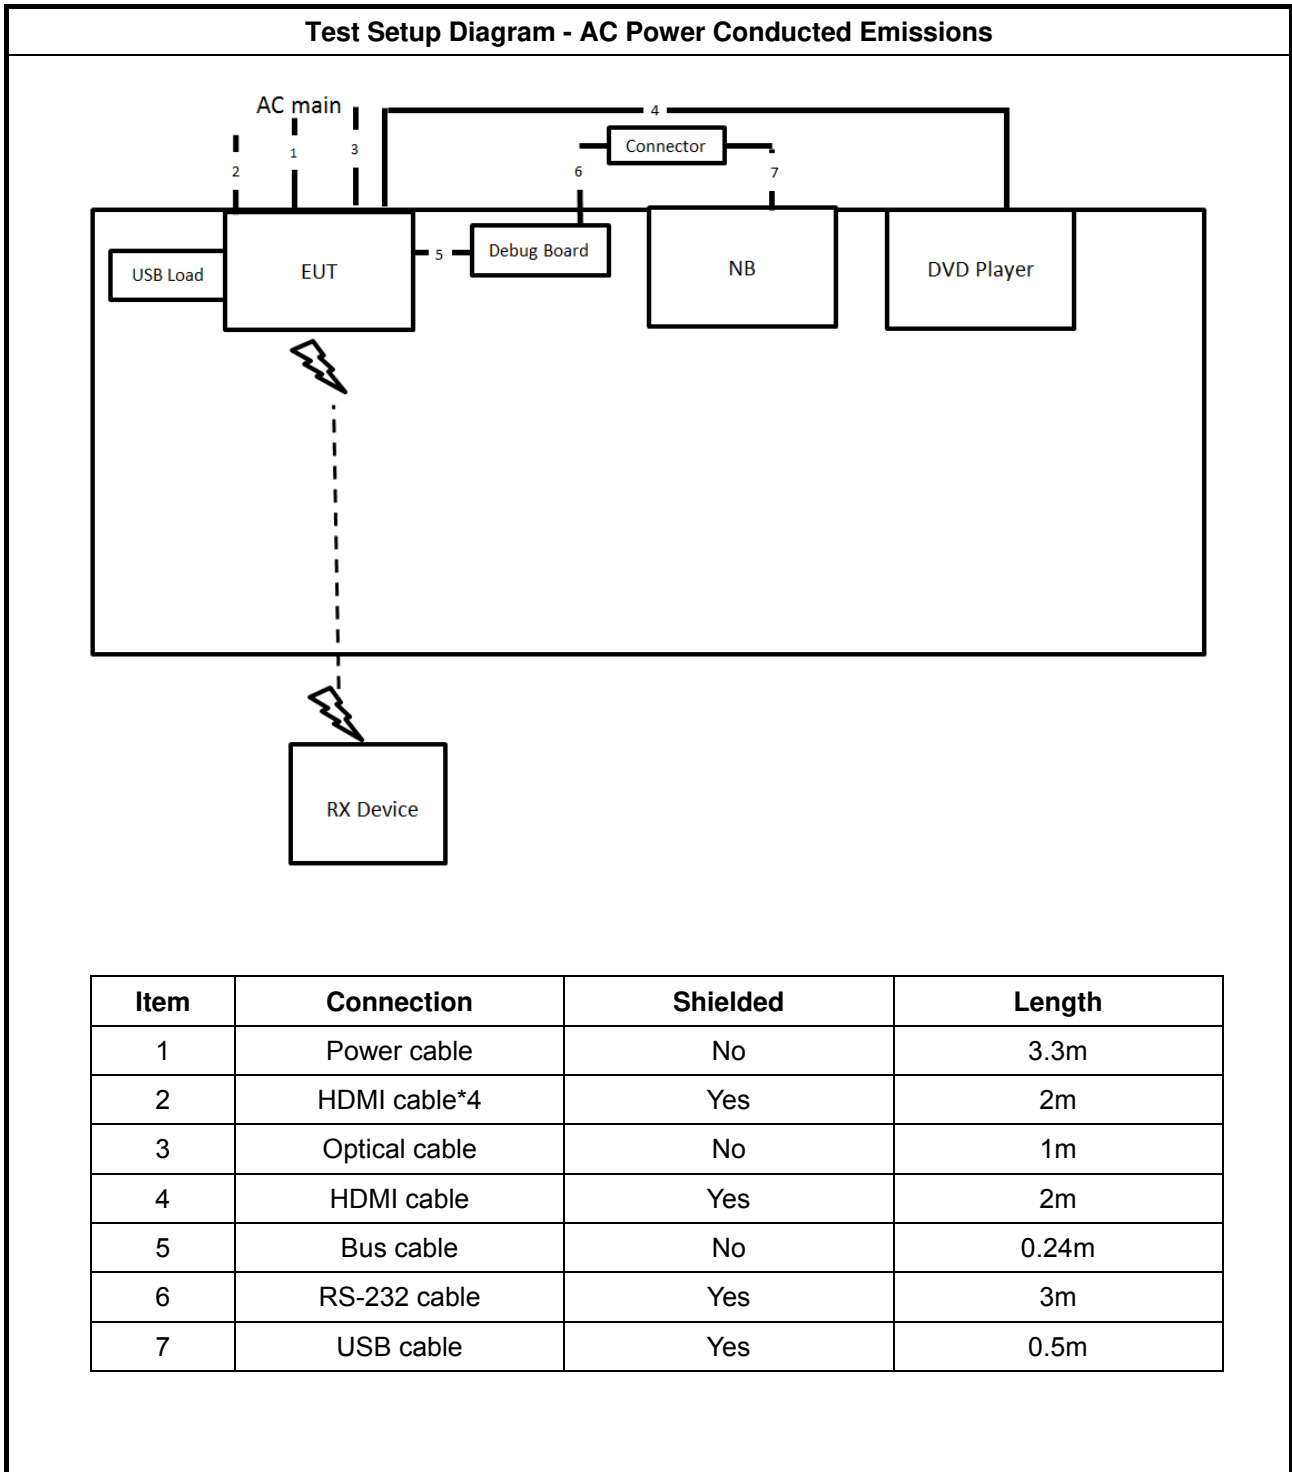 Test Setup Diagram - AC Power Conducted Emissions
AC main
4
Connector
1
3
2
6
7
USB Load
EUT
5
Debug Board
NB
DVD Player
RX Device
Item Connection Shielded Length
1 Power cable No 3.3m
2 HDMI cable*4 Yes 2m
3 Optical cable No 1m
4 HDMI cable Yes 2m
5 Bus cable No 0.24m
6 RS-232 cable Yes 3m
7 USB cable Yes 0.5m